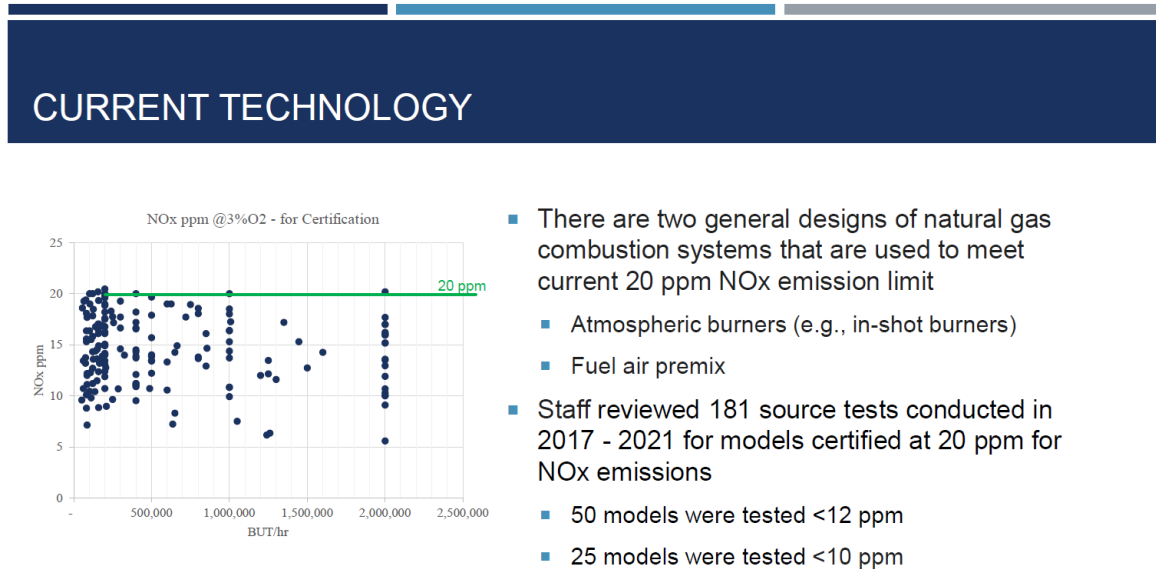 CURRENT TECHNOLOGY
NOx ppm @3%O2 - for Certification
25
20
15
10
5
0
NOx ppm
20 ppm
-
500,000
1,000,000
1,500,000
2,000,000
2,500,000
BUT/hr
There are two general designs of natural gas
combustion systems that are used to meet
current 20 ppm NOx emission limit
Atmospheric burners (e.g., in-shot burners)
Fuel air premix
Staff reviewed 181 source tests conducted in
2017 - 2021 for models certified at 20 ppm for
NOx emissions
50 models were tested <12 ppm
25 models were tested <10 ppm